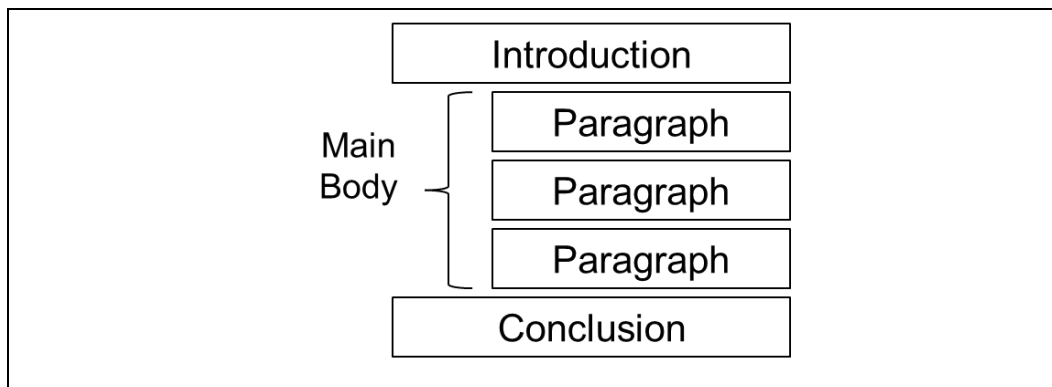 Introduction
Main
Body
Paragraph
Paragraph
Paragraph
Conclusion